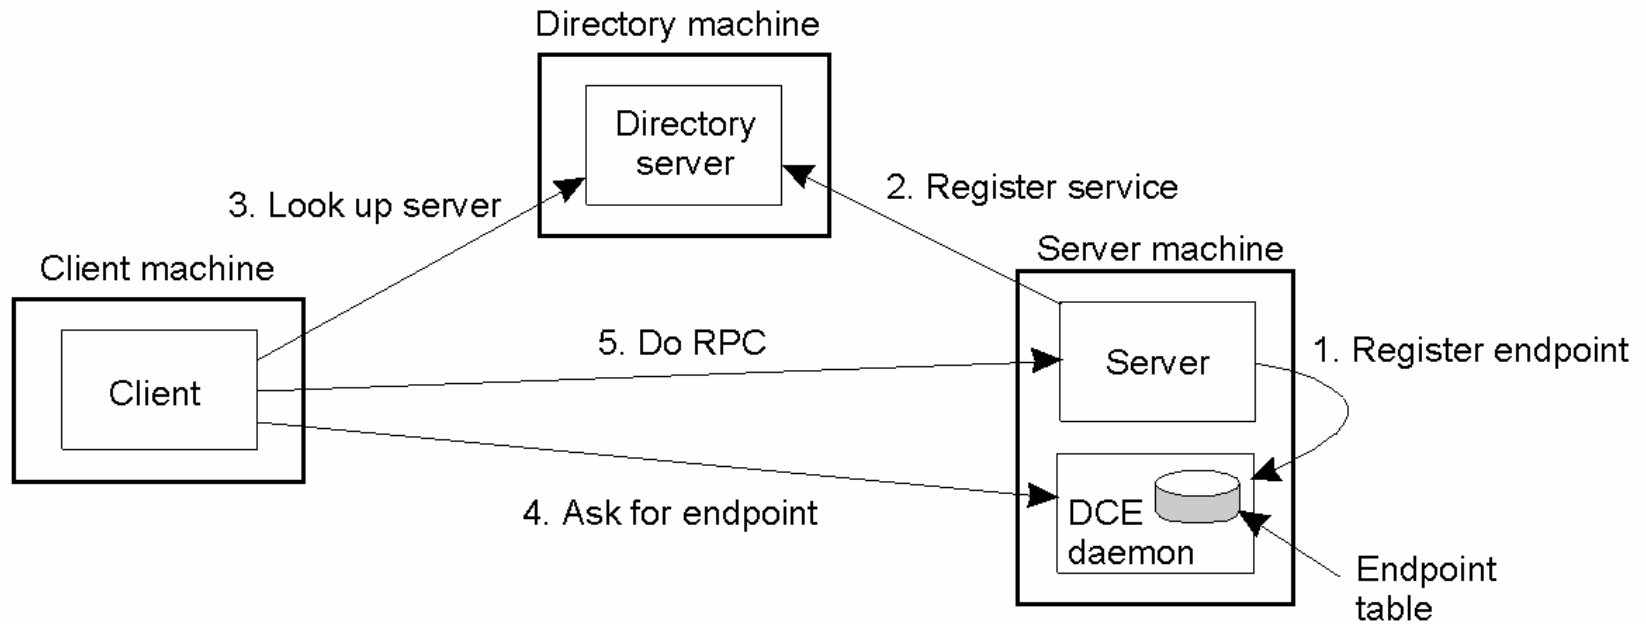 Directory machine
Directory
server
3. Look up server
2. Register service
Client machine
Server machine
5. Do RPC
1. Register endpoint
Client
Server
4. Ask for endpoint
DCE
daemon
Endpoint
table